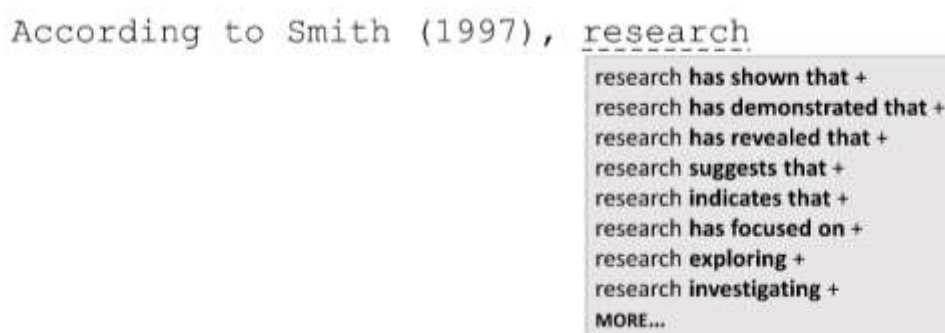 According to Smith (1997), research
research has shown that +
research has demonstrated that +
research has revealed that +
research suggests that +
research indicates that +
research has focused on +
research exploring +
research investigating +
MORE...